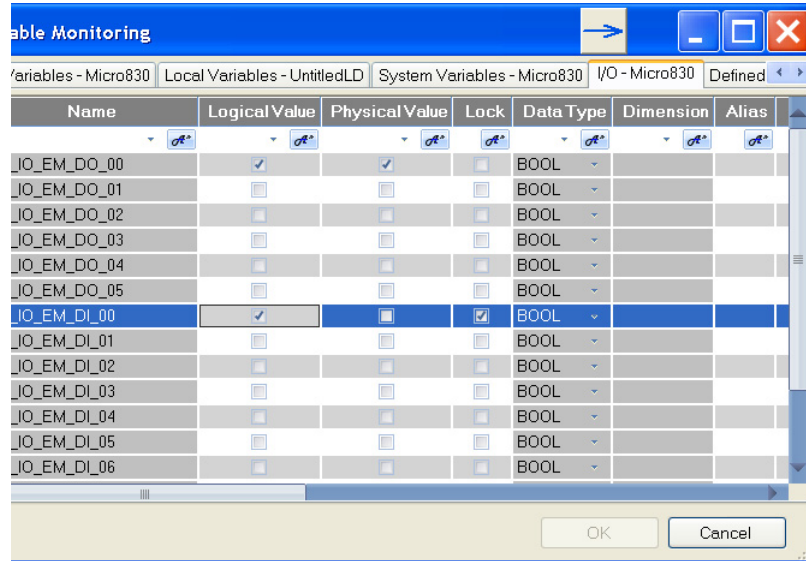 able Monitoring
Variables - Micro830 Local Variables - UntitledLD System Variables - Micro830 I/O - Micro830 Defined
Name Logical Value Physical Value Lock Data Type Dimension Alias
_IO_EM_DO_00 BOOL
_IO_EM_DO_01 BOOL
_IO_EM_DO_02 BOOL
_IO_EM_DO_03 BOOL
_IO_EM_DO_04 BOOL
_IO_EM_DO_05 BOOL
_IO_EM_DI_00 BOOL
_IO_EM_DI_01 BOOL
_IO_EM_DI_02 BOOL
_IO_EM_DI_03 BOOL
_IO_EM_DI_04 BOOL
_IO_EM_DI_05 BOOL
_IO_EM_DI_06 BOOL
OK Cancel